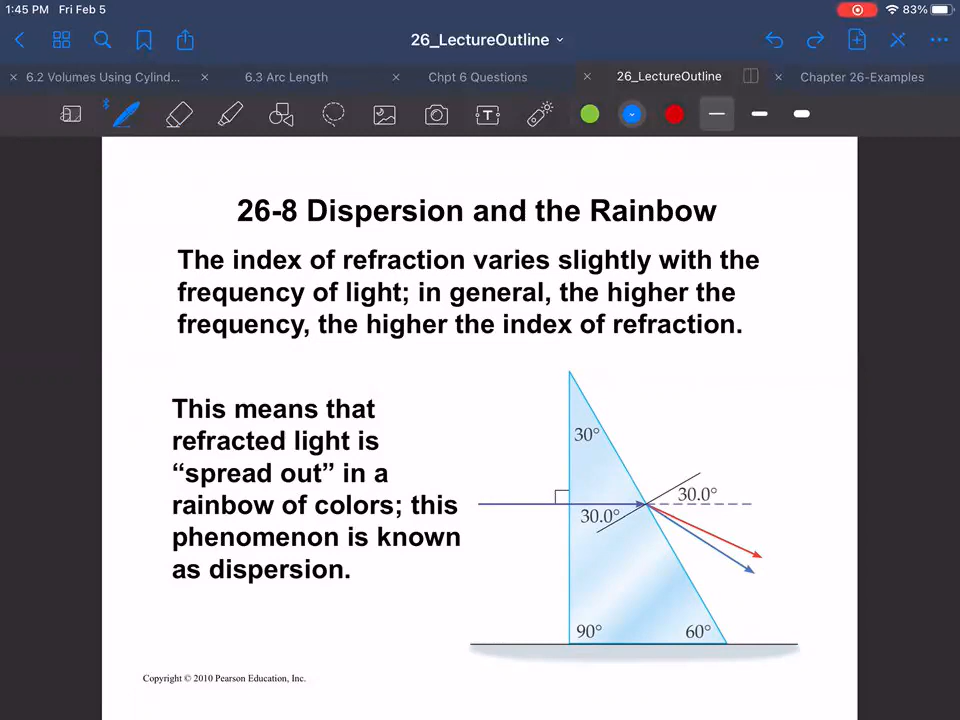 1:45 PM Fri Feb 5
83%
26_LectureOutline
6.2 Volumes Using Cylind...
6.3 Arc Length
Chpt 6 Questions
26_LectureOutline
Chapter 26-Examples
26-8 Dispersion and the Rainbow
The index of refraction varies slightly with the
frequency of light; in general, the higher the
frequency, the higher the index of refraction.
This means that
refracted light is
“spread out” in a
rainbow of colors; this
phenomenon is known
as dispersion.
30°
30.0°
30.0°
90°
60°
Copyright © 2010 Pearson Education, Inc.